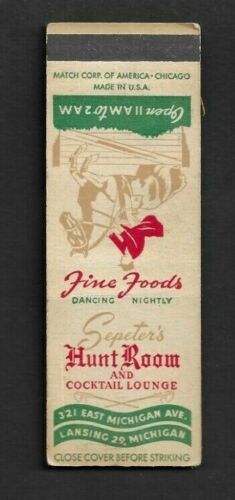 MATCH CORP. OF AMERICA • CHICAGO
MADE IN U.S.A.
Open 11 AM to 2 AM
Fine Foods
DANCING NIGHTLY
Sepeter's
Hunt Room
AND
COCKTAIL LOUNGE
321 EAST MICHIGAN AVE.
LANSING 29, MICHIGAN
CLOSE COVER BEFORE STRIKING